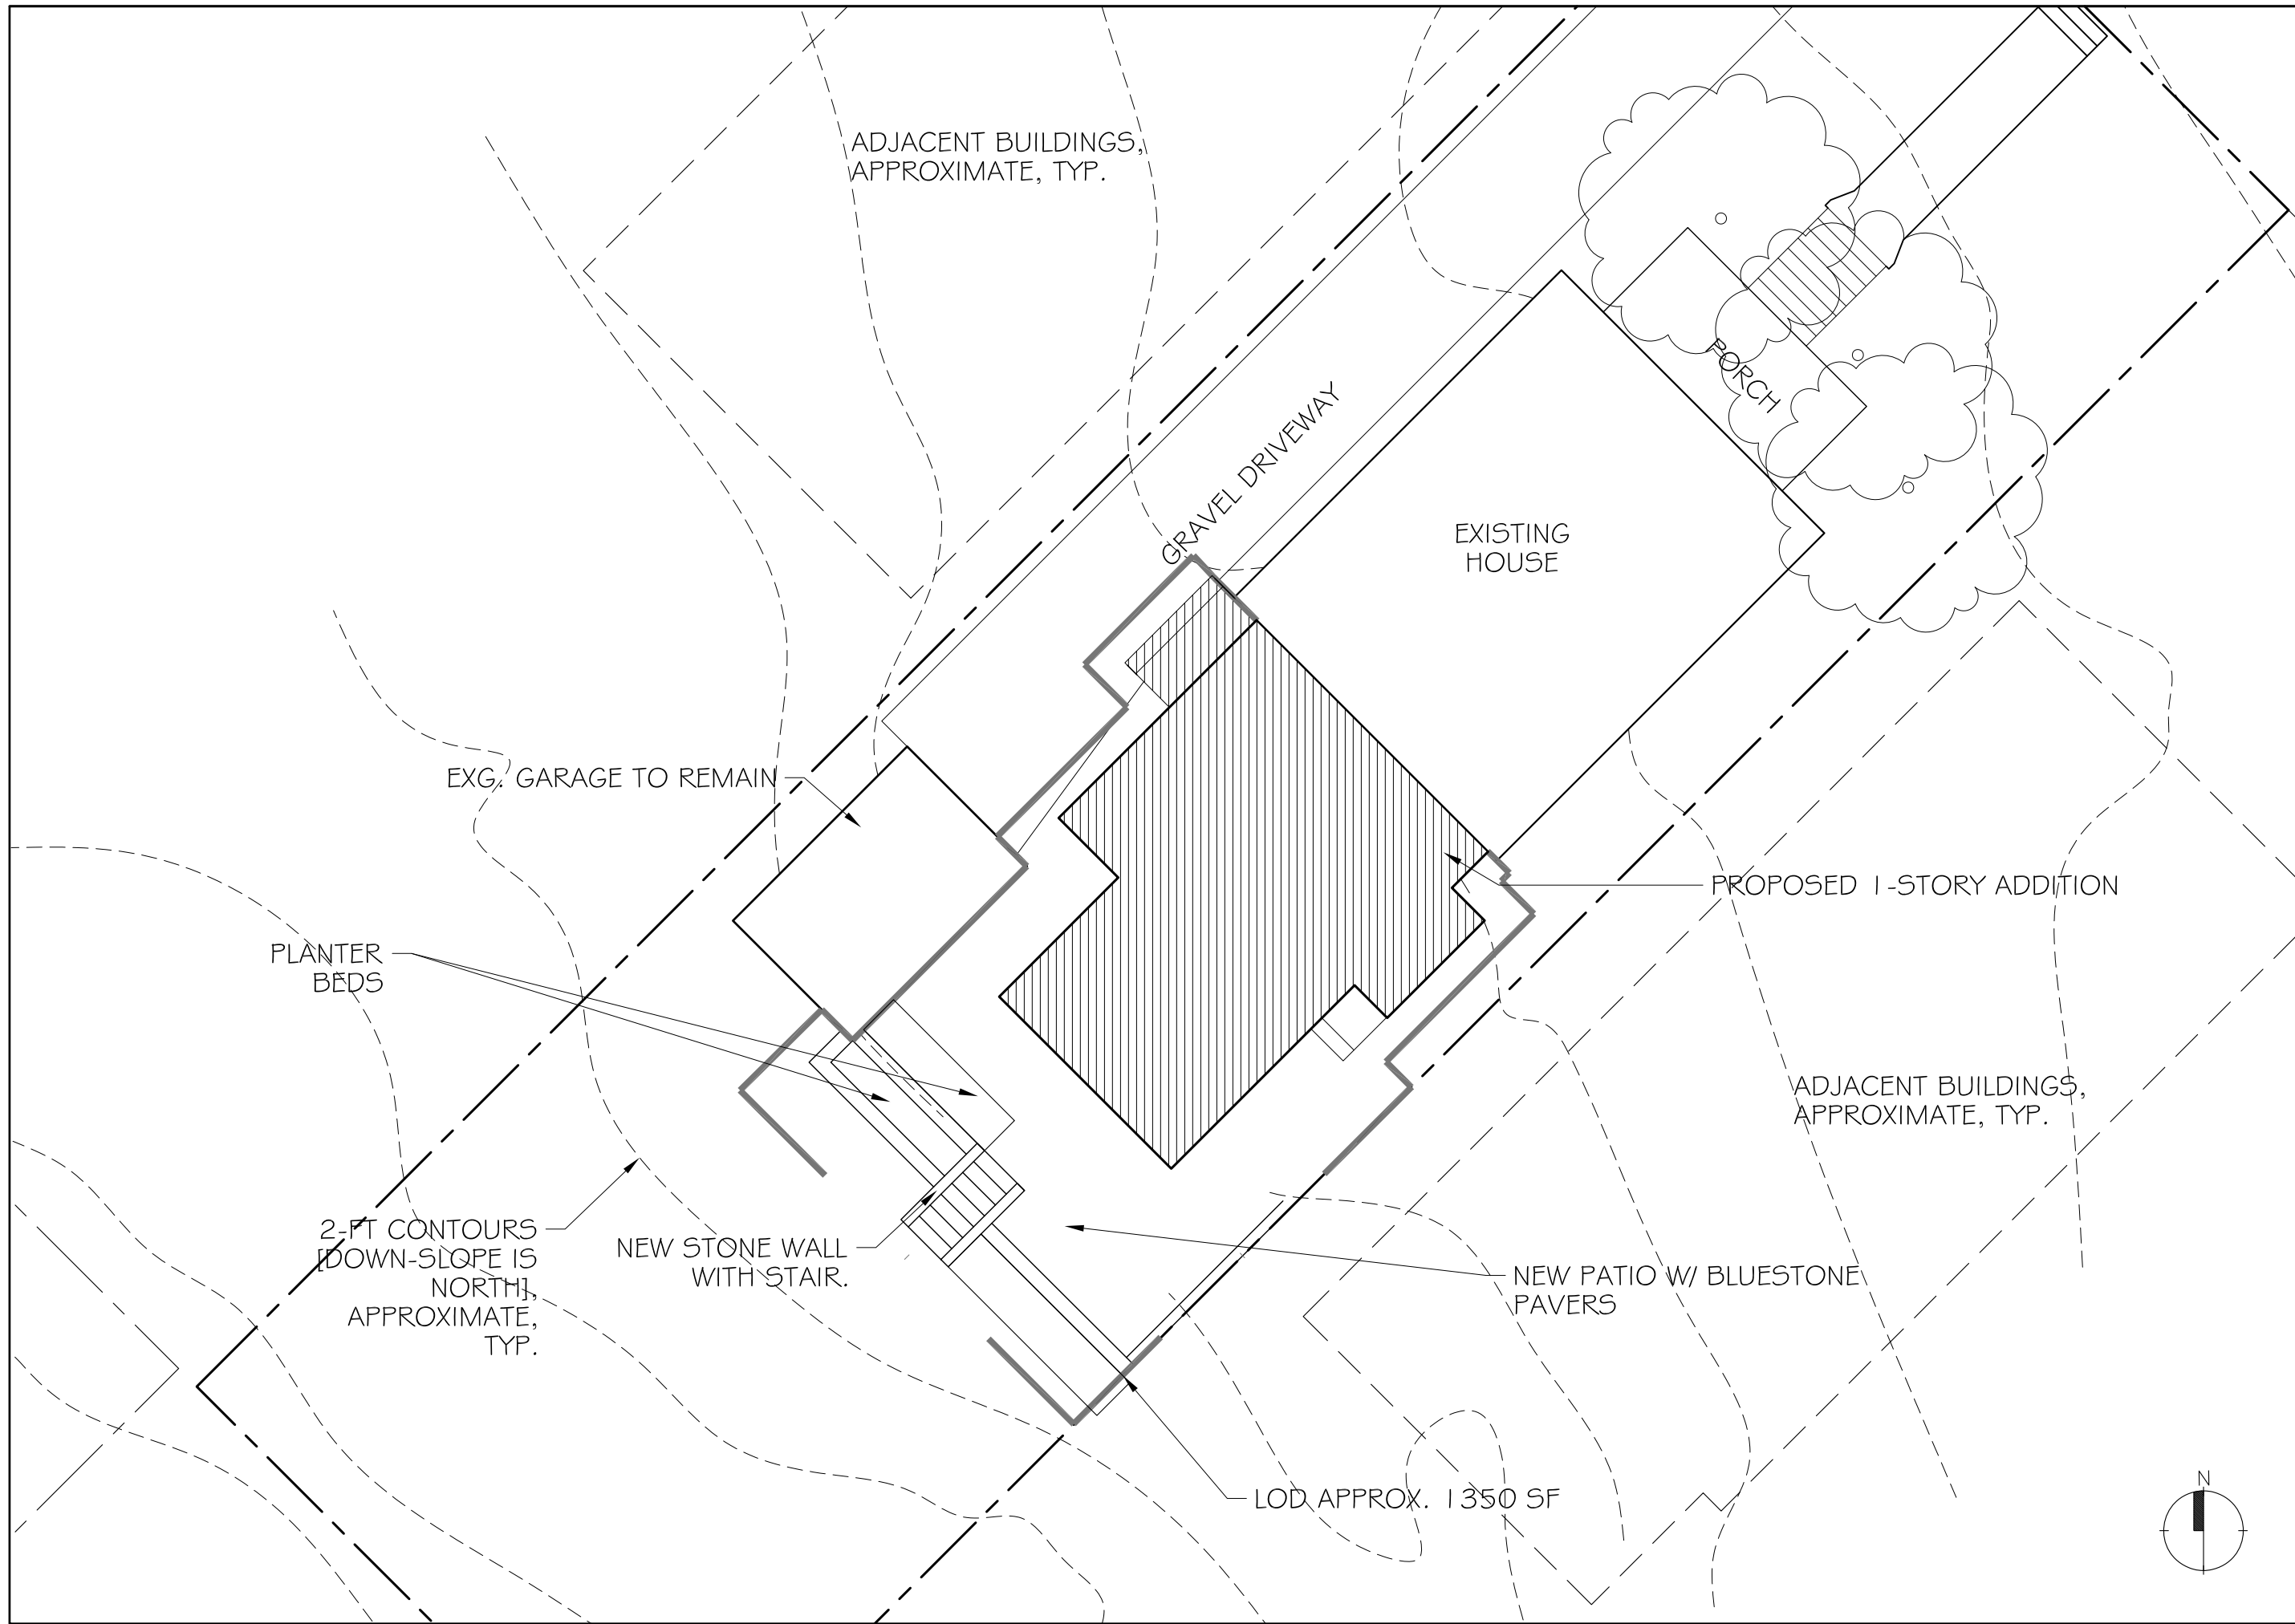 ADJACENT BUILDINGS,
APPROXIMATE, TYP.
PORCH
GRAVEL DRIVEWAY
EXISTING
HOUSE
EXG. GARAGE TO REMAIN
PROPOSED 1-STORY ADDITION
PLANTER
BEDS
ADJACENT BUILDINGS,
APPROXIMATE, TYP.
2-FT CONTOURS
[DOWN-SLOPE IS
NORTH],
APPROXIMATE,
TYP.
NEW STONE WALL
WITH STAIR.
NEW PATIO W/ BLUESTONE
PAVERS
LOD APPROX. 1350 SF
N